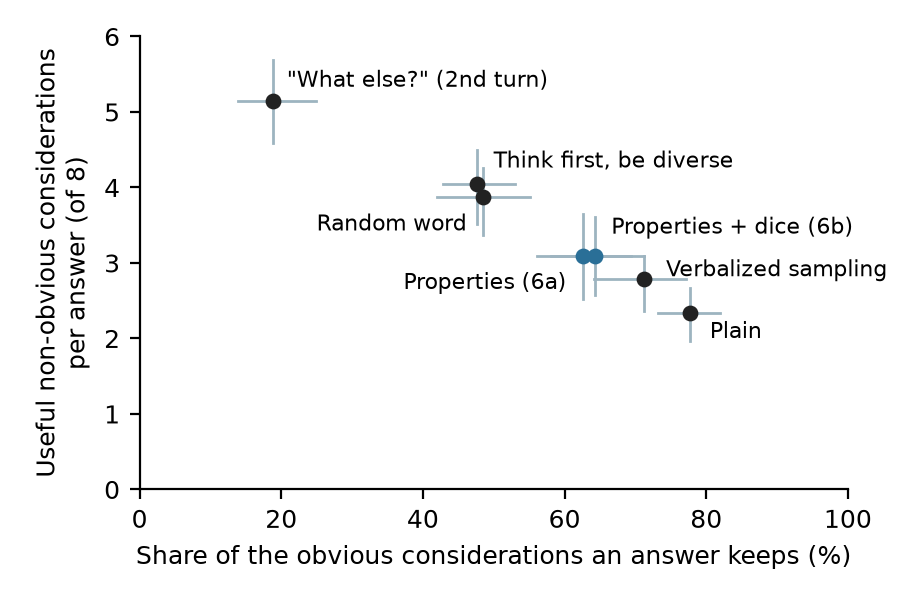 Useful non-obvious considerations
per answer (of 8)
6
5
4
3
2
1
0
"What else?" (2nd turn)
Think first, be diverse
Random word
Properties + dice (6b)
Properties (6a)
Verbalized sampling
Plain
0 20 40 60 80 100
Share of the obvious considerations an answer keeps (%)